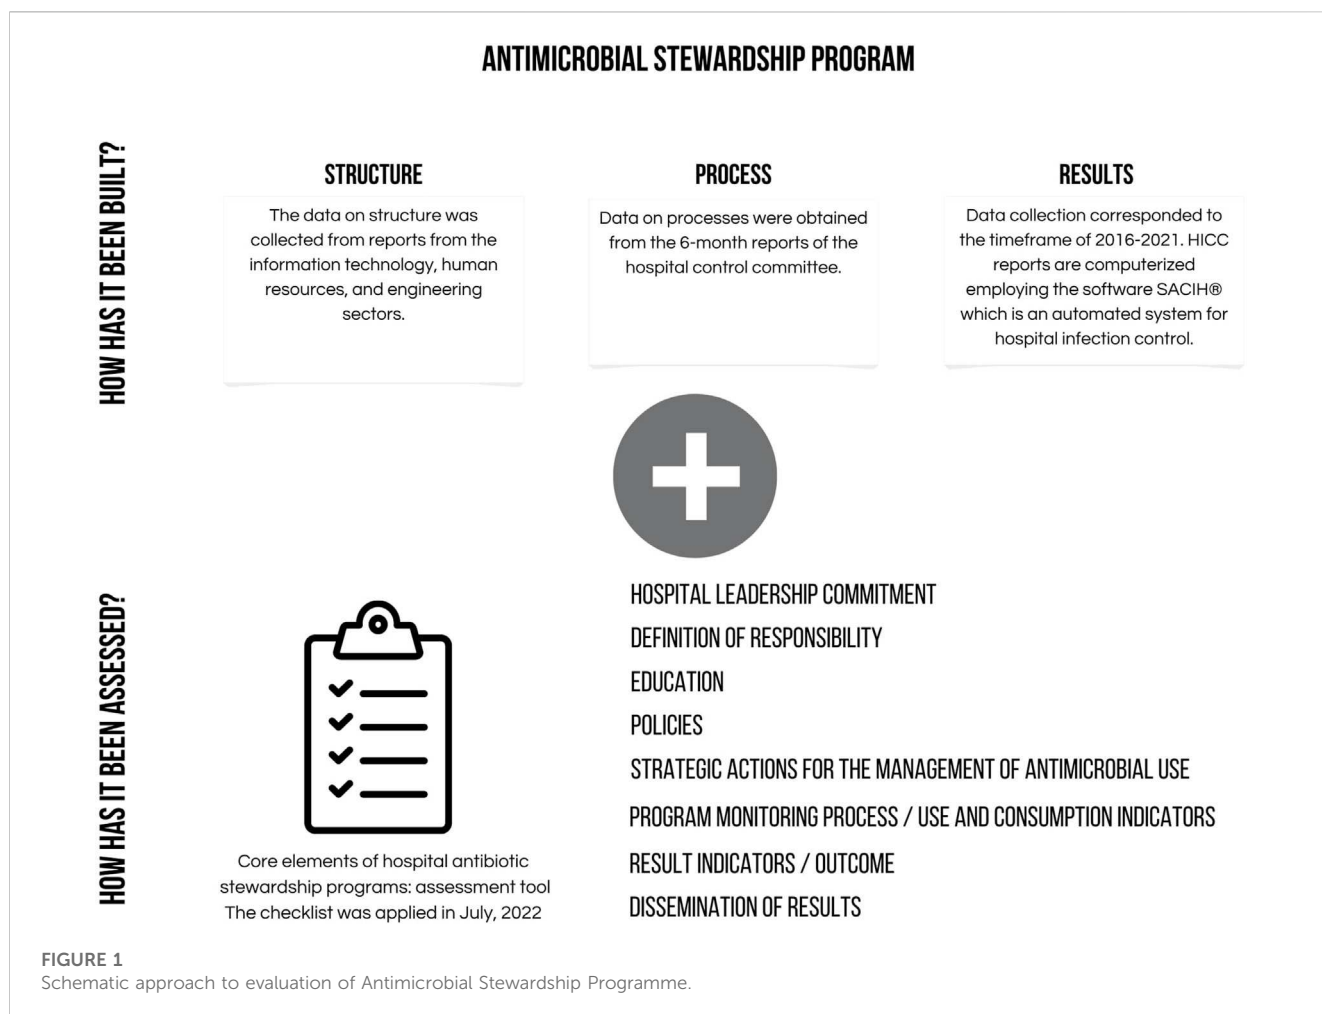 ANTIMICROBIAL STEWARDSHIP PROGRAM
HOW HAS IT BEEN BUILT?
STRUCTURE
The data on structure was
collected from reports from the
information technology, human
resources, and engineering
sectors.
PROCESS
Data on processes were obtained
from the 6-month reports of the
hospital control committee.
RESULTS
Data collection corresponded to
the timeframe of 2016-2021. HICC
reports are computerized
employing the software SACIH®
which is an automated system for
hospital infection control.
HOW HAS IT BEEN ASSESSED?
Core elements of hospital antibiotic
stewardship programs: assessment tool
The checklist was applied in July, 2022
HOSPITAL LEADERSHIP COMMITMENT
DEFINITION OF RESPONSIBILITY
EDUCATION
POLICIES
STRATEGIC ACTIONS FOR THE MANAGEMENT OF ANTIMICROBIAL USE
PROGRAM MONITORING PROCESS / USE AND CONSUMPTION INDICATORS
RESULT INDICATORS / OUTCOME
DISSEMINATION OF RESULTS
FIGURE 1
Schematic approach to evaluation of Antimicrobial Stewardship Programme.